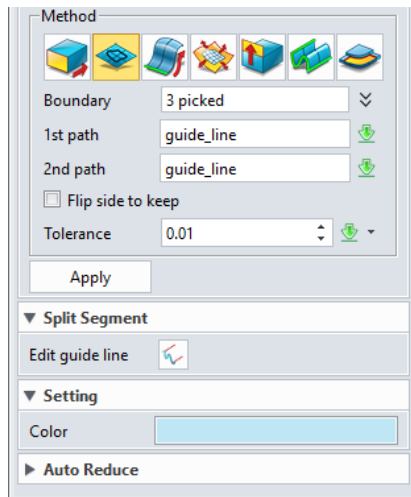 Method
Boundary 3 picked
1st path guide_line
2nd path guide_line
Flip side to keep
Tolerance 0.01
Apply
Split Segment
Edit guide line
Setting
Color
Auto Reduce